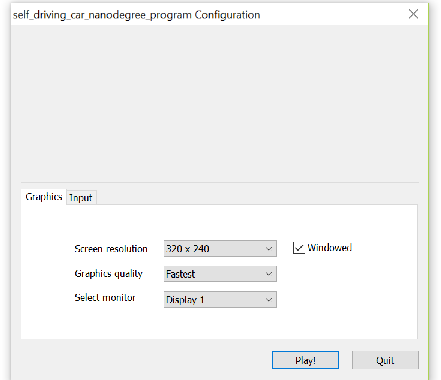 self_driving_car_nanodegree_program Configuration
Graphics Input
Screen resolution 320 x 240 Windowed
Graphics quality Fastest
Select monitor Display 1
Play! Quit